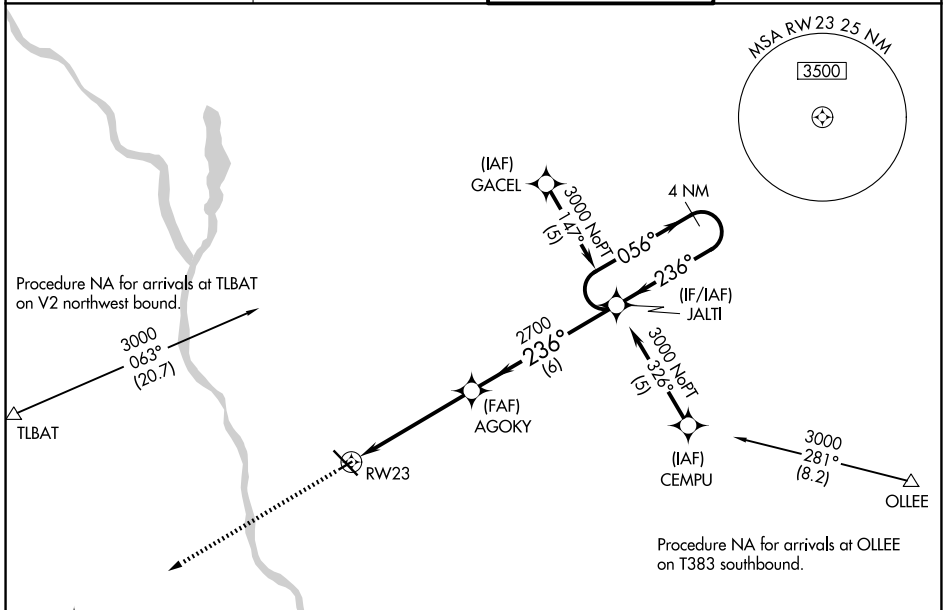 MSA RW23 25 NM
3500
(IAF)
GACEL
3000 NoPT
147°
(5)
4 NM
056°
236°
(IF/IAF)
JALTI
Procedure NA for arrivals at TLBAT
on V2 northwest bound.
3000
063°
(20.7)
TLBAT
2700
236°
(6)
3000 NoPT
326°
(5)
(FAF)
AGOKY
RW23
(IAF)
CEMPU
3000
281°
(8.2)
OLLEE
Procedure NA for arrivals at OLLEE
on T383 southbound.